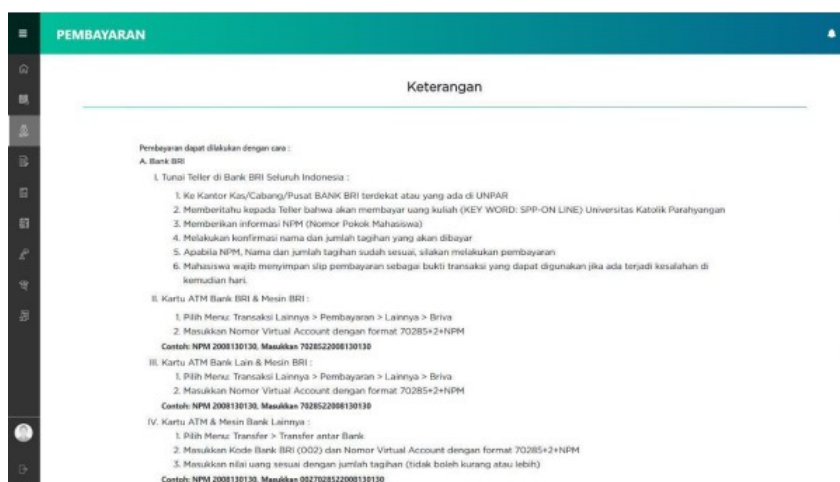 PEMBAYARAN
Keterangan
Pembayaran dapat dilakukan dengan cara :
A. Bank BRI
I. Tunai Teller di Bank BRI Seluruh Indonesia :
1. Ke Kantor Kas/Cabang/Pusat BANK BRI terdekat atau yang ada di UNPAR
2. Memberitahu kepada Teller bahwa akan membayar uang kuliah (KEY WORD: SPP-ON LINE) Universitas Katolik Parahyangan
3. Memberikan informasi NPM (Nomor Pokok Mahasiswa)
4. Melakukan konfirmasi nama dan jumlah tagihan yang akan dibayar
5. Apabila NPM, Nama dan jumlah tagihan sudah sesuai, silakan melakukan pembayaran
6. Mahasiswa wajib menyimpan slip pembayaran sebagai bukti transaksi yang dapat digunakan jika ada terjadi kesalahan di
kemudian hari.
II. Kartu ATM Bank BRI & Mesin BRI :
1. Pilih Menu: Transaksi Lainnya > Pembayaran > Lainnya > Briva
2. Masukkan Nomor Virtual Account dengan format 70285+2+NPM
Contoh: NPM 2008130130, Masukkan 7028522008130130
III. Kartu ATM Bank Lain & Mesin BRI :
1. Pilih Menu: Transaksi Lainnya > Pembayaran > Lainnya > Briva
2. Masukkan Nomor Virtual Account dengan format 70285+2+NPM
Contoh: NPM 2008130130, Masukkan 7028522008130130
IV. Kartu ATM & Mesin Bank Lainnya :
1. Pilih Menu: Transfer > Transfer antar Bank
2. Masukkan Kode Bank BRI (002) dan Nomor Virtual Account dengan format 70285+2+NPM
3. Masukkan nilai uang sesuai dengan jumlah tagihan (tidak boleh kurang atau lebih)
Contoh: NPM 2008130130, Masukkan 0027028522008130130